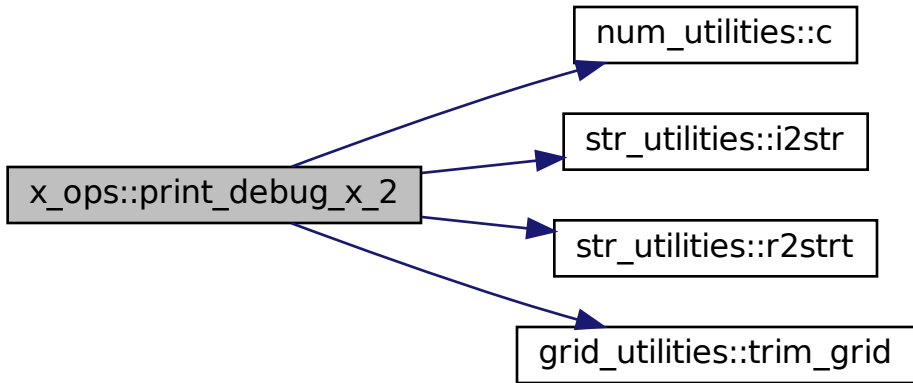 num_utilities::c
str_utilities::i2str
x_ops::print_debug_x_2
str_utilities::r2strt
grid_utilities::trim_grid